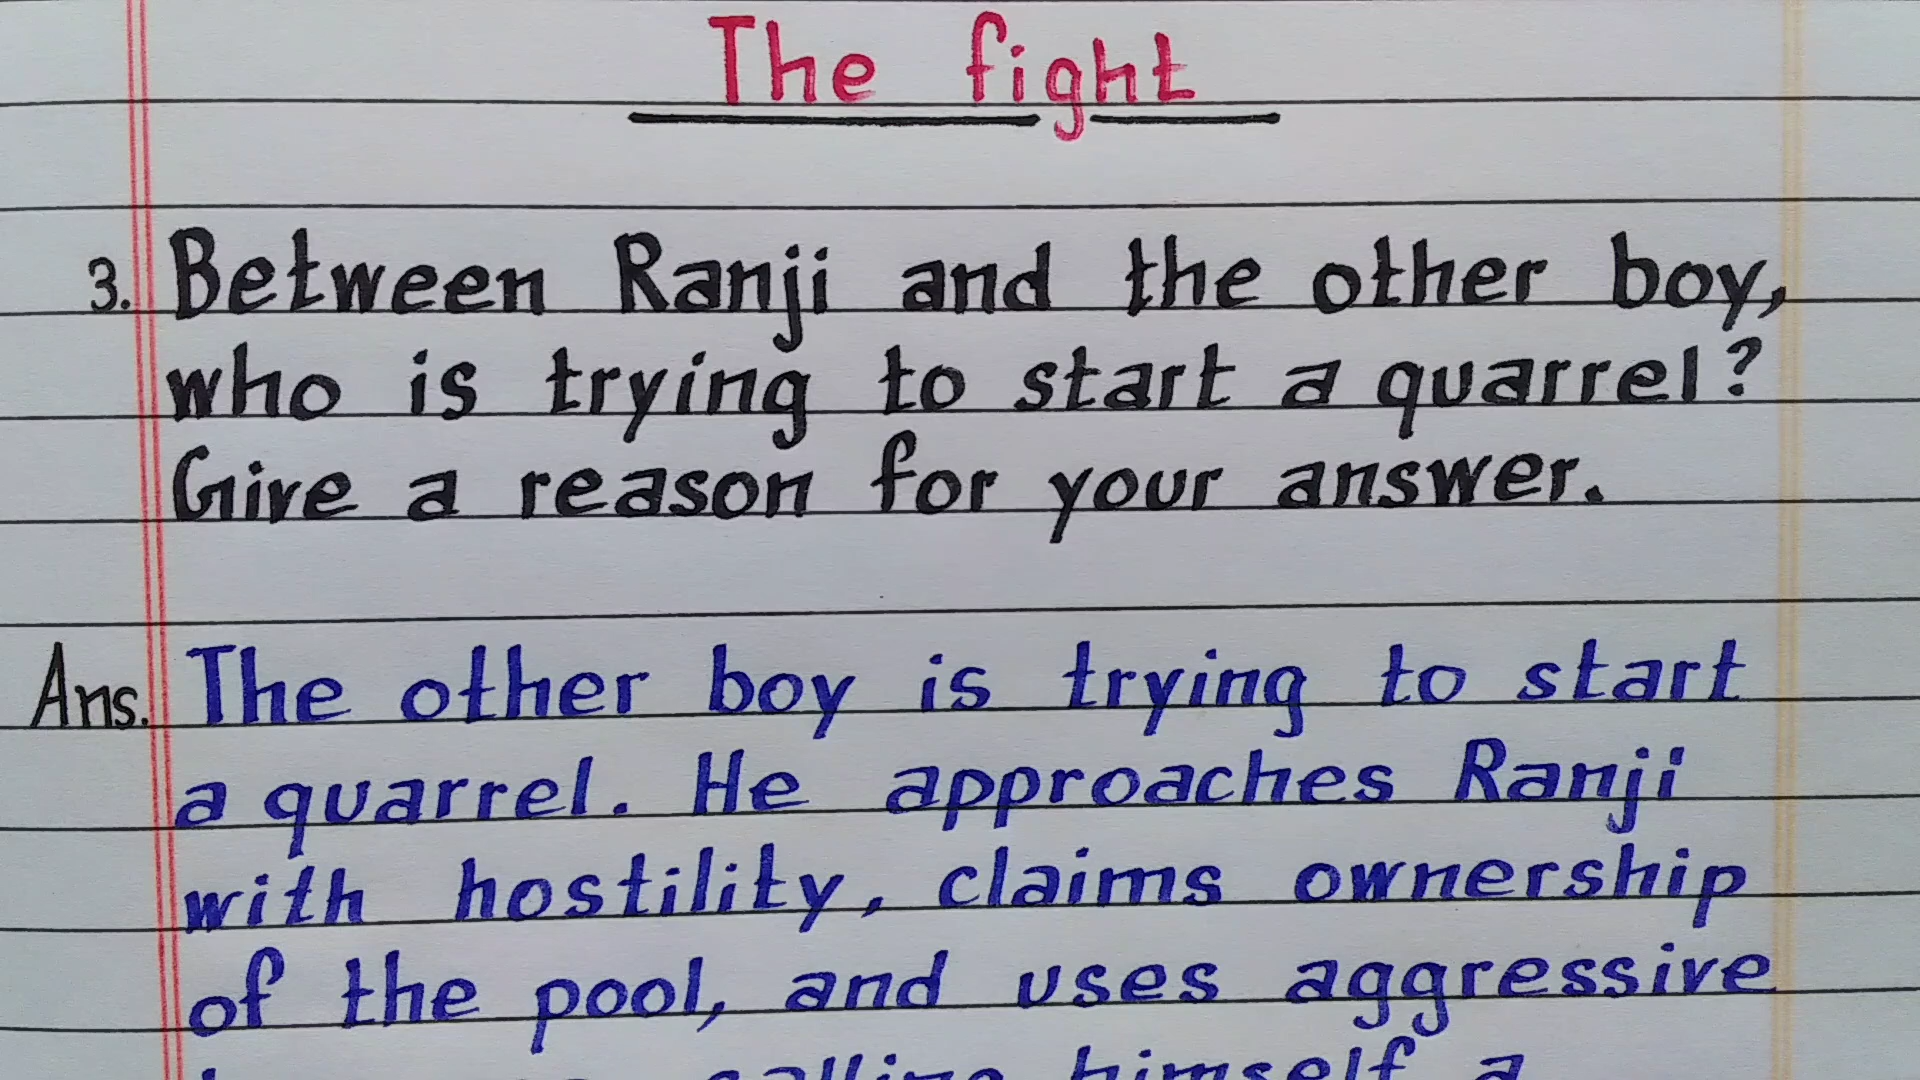 The fight
3. Between Ranji and the other boy,
who is trying to start a quarrel?
Give a reason for your answer.
Ans. The other boy is trying to start
a quarrel. He approaches Ranji
with hostility, claims ownership
of the pool, and uses aggressive
calling himself a